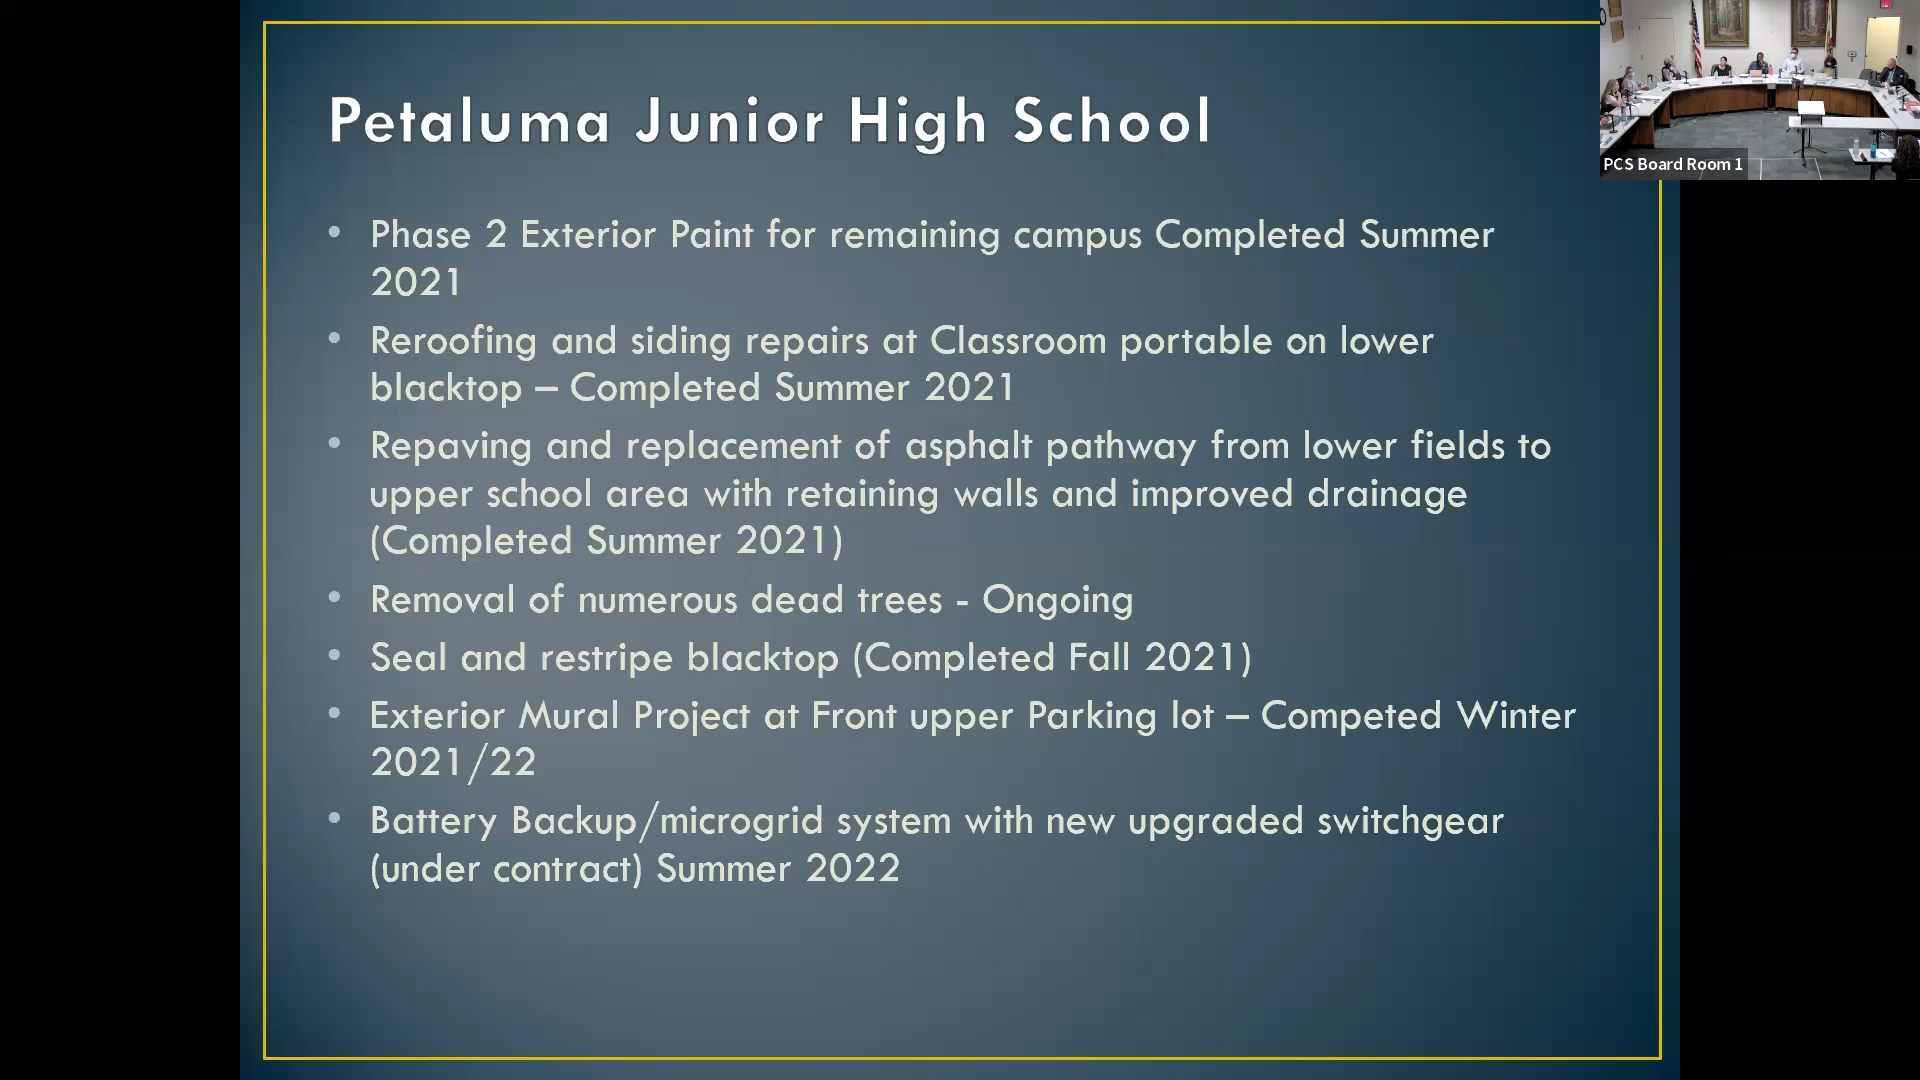 Petaluma Junior High School
PCS Board Room 1
• Phase 2 Exterior Paint for remaining campus Completed Summer
2021
• Reroofing and siding repairs at Classroom portable on lower
blacktop – Completed Summer 2021
• Repaving and replacement of asphalt pathway from lower fields to
upper school area with retaining walls and improved drainage
(Completed Summer 2021)
• Removal of numerous dead trees - Ongoing
• Seal and restripe blacktop (Completed Fall 2021)
• Exterior Mural Project at Front upper Parking lot – Competed Winter
2021/22
• Battery Backup/microgrid system with new upgraded switchgear
(under contract) Summer 2022